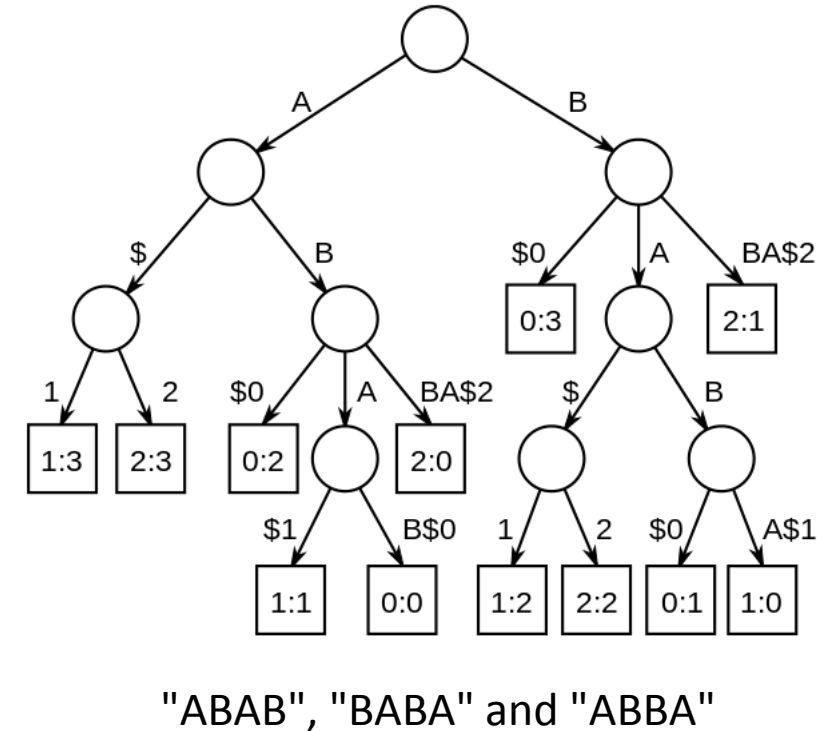 A B
$ B $0 A BA$2
0:3 2:1
1 2 $0 A BA$2 $ B
1:3 2:3 0:2 2:0
$1 B$0 1 2 $0 A$1
1:1 0:0 1:2 2:2 0:1 1:0
"ABAB", "BABA" and "ABBA"